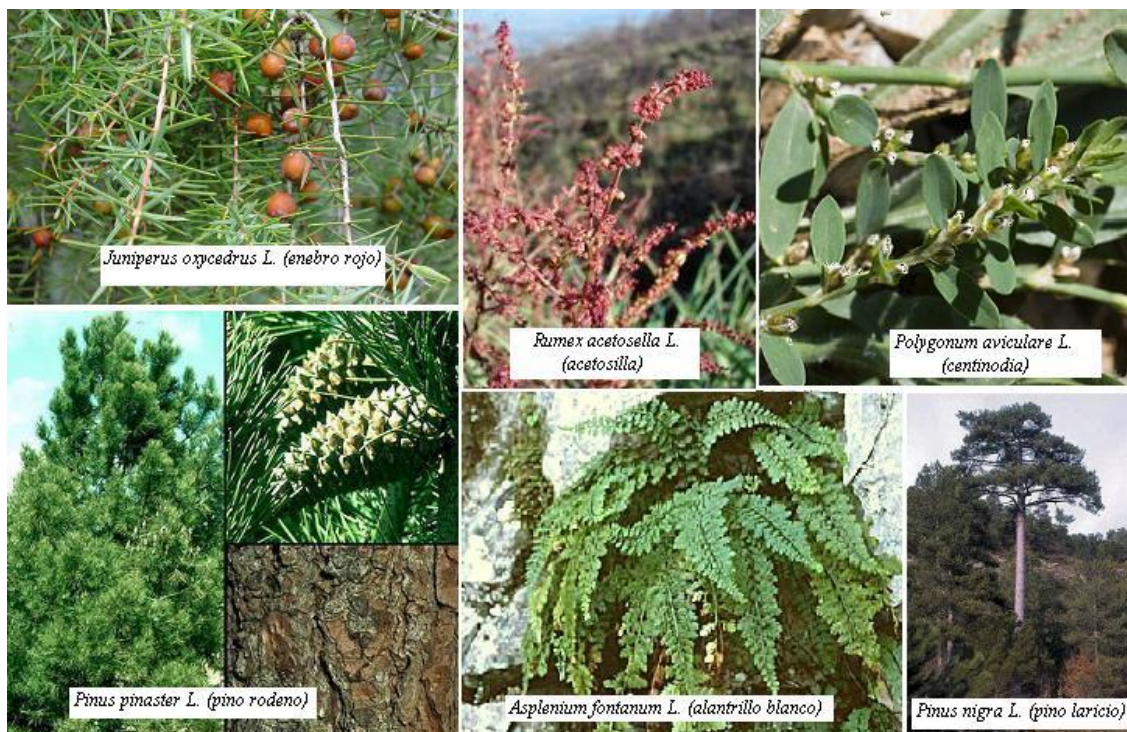 Juniperus oxycedrus L. (enebro rojo)
Rumex acetosella L.
(acetosilla)
Polygonum aviculare L.
(centinodia)
Pinus pinaster L. (pino rodeno)
Asplenium fontanum L. (alantrillo blanco)
Pinus nigra L. (pino laricio)